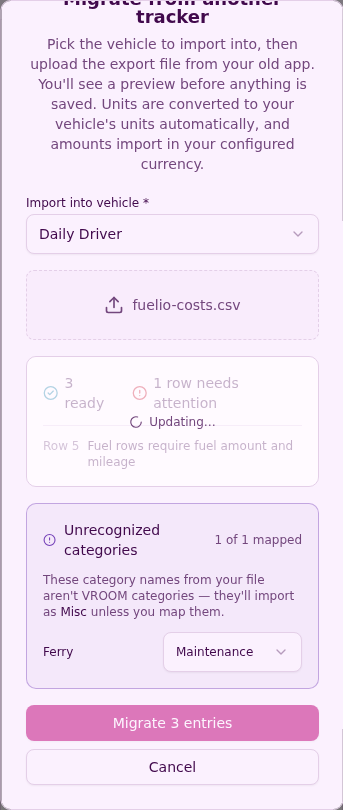 Migrate from another
tracker
Pick the vehicle to import into, then
upload the export file from your old app.
You'll see a preview before anything is
saved. Units are converted to your
vehicle's units automatically, and
amounts import in your configured
currency.
Import into vehicle *
Daily Driver
fuelio-costs.csv
3
ready
1 row needs
attention
Updating...
Row 5 Fuel rows require fuel amount and
mileage
Unrecognized
categories
1 of 1 mapped
These category names from your file
aren't VROOM categories — they'll import
as Misc unless you map them.
Ferry
Maintenance
Migrate 3 entries
Cancel